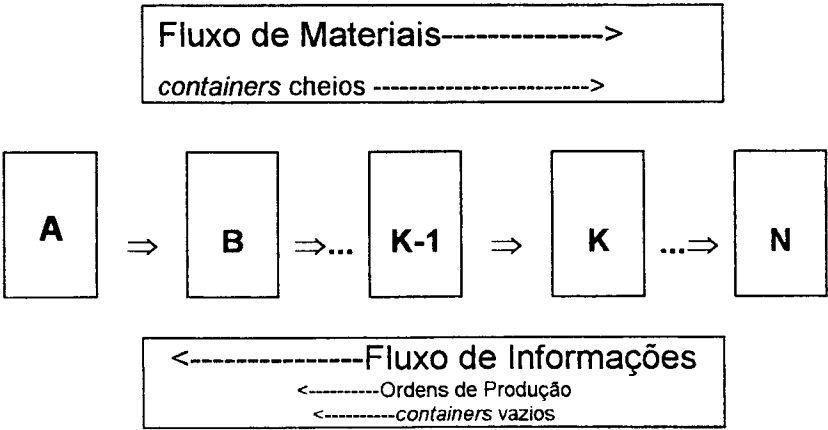 Fluxo de Materiais-------------->
containers cheios ------------------------>
A ⇒ B ⇒... K-1 ⇒ K ...⇒ N
<---------------Fluxo de Informações
<----------Ordens de Produção
<----------containers vazios